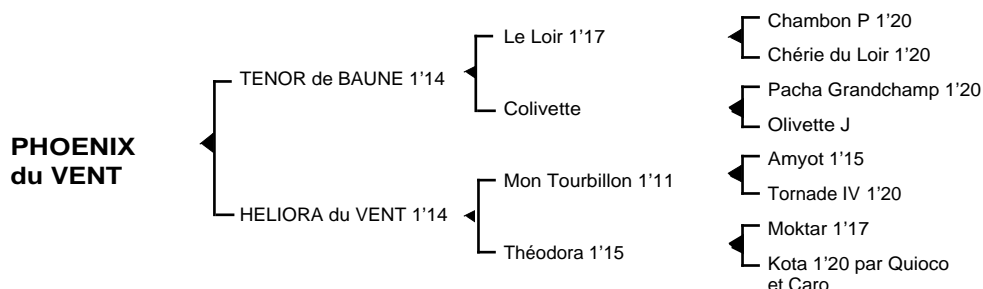 PHOENIX
du VENT
TENOR de BAUNE 1’14
HELIORA du VENT 1’14
Le Loir 1’17
Colivette
Mon Tourbillon 1’11
Théodora 1’15
Chambon P 1’20
Chérie du Loir 1’20
Pacha Grandchamp 1’20
Olivette J
Amyot 1’15
Tornade IV 1’20
Moktar 1’17
Kota 1’20 par Quioco
et Caro